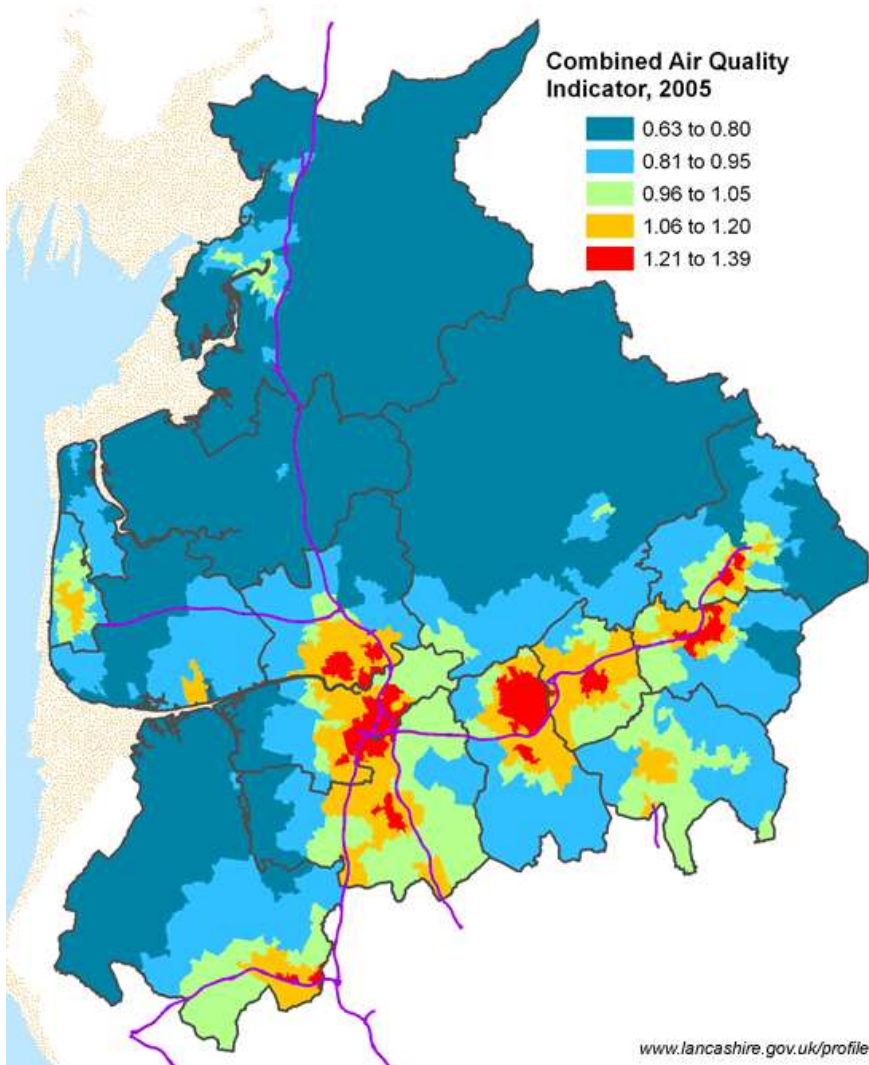 Combined Air Quality
Indicator, 2005
0.63 to 0.80
0.81 to 0.95
0.96 to 1.05
1.06 to 1.20
1.21 to 1.39
www.lancashire.gov.uk/profile